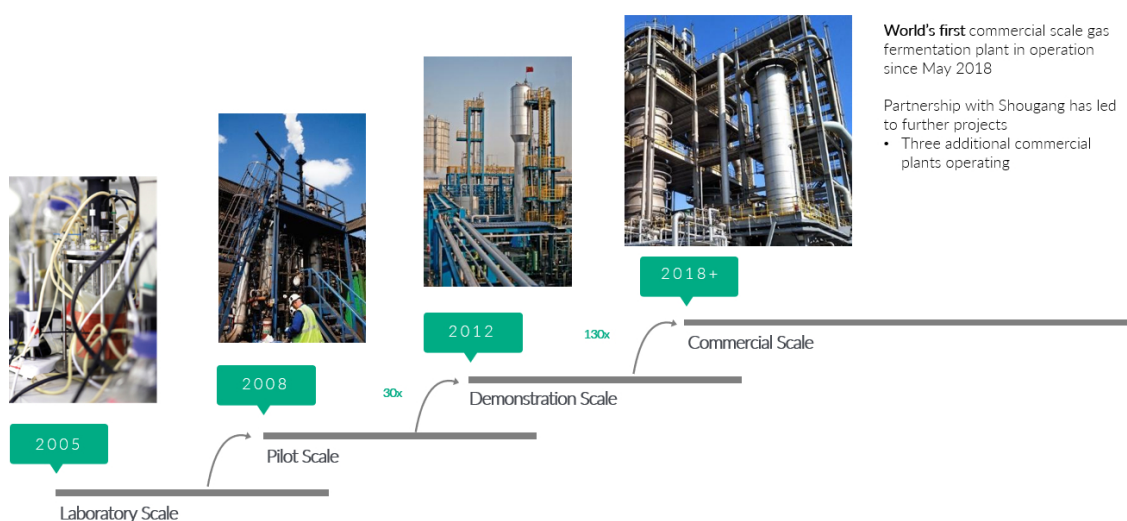 World's first commercial scale gas
fermentation plant in operation
since May 2018
Partnership with Shougang has led
to further projects
• Three additional commercial
plants operating
2018+
130x
Commercial Scale
2012
30x
Demonstration Scale
2008
Pilot Scale
2005
Laboratory Scale